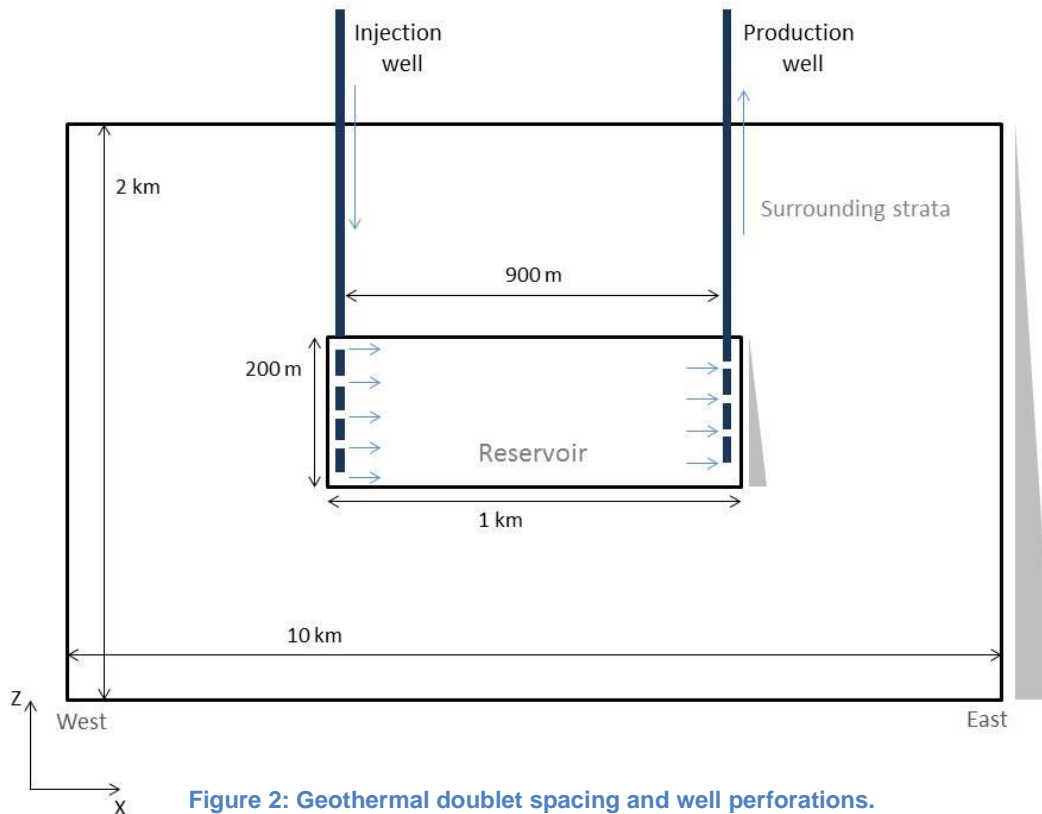 Injection
well
Production
well
2 km
Surrounding strata
900 m
200 m
Reservoir
1 km
10 km
Z
West
East
X
Figure 2: Geothermal doublet spacing and well perforations.